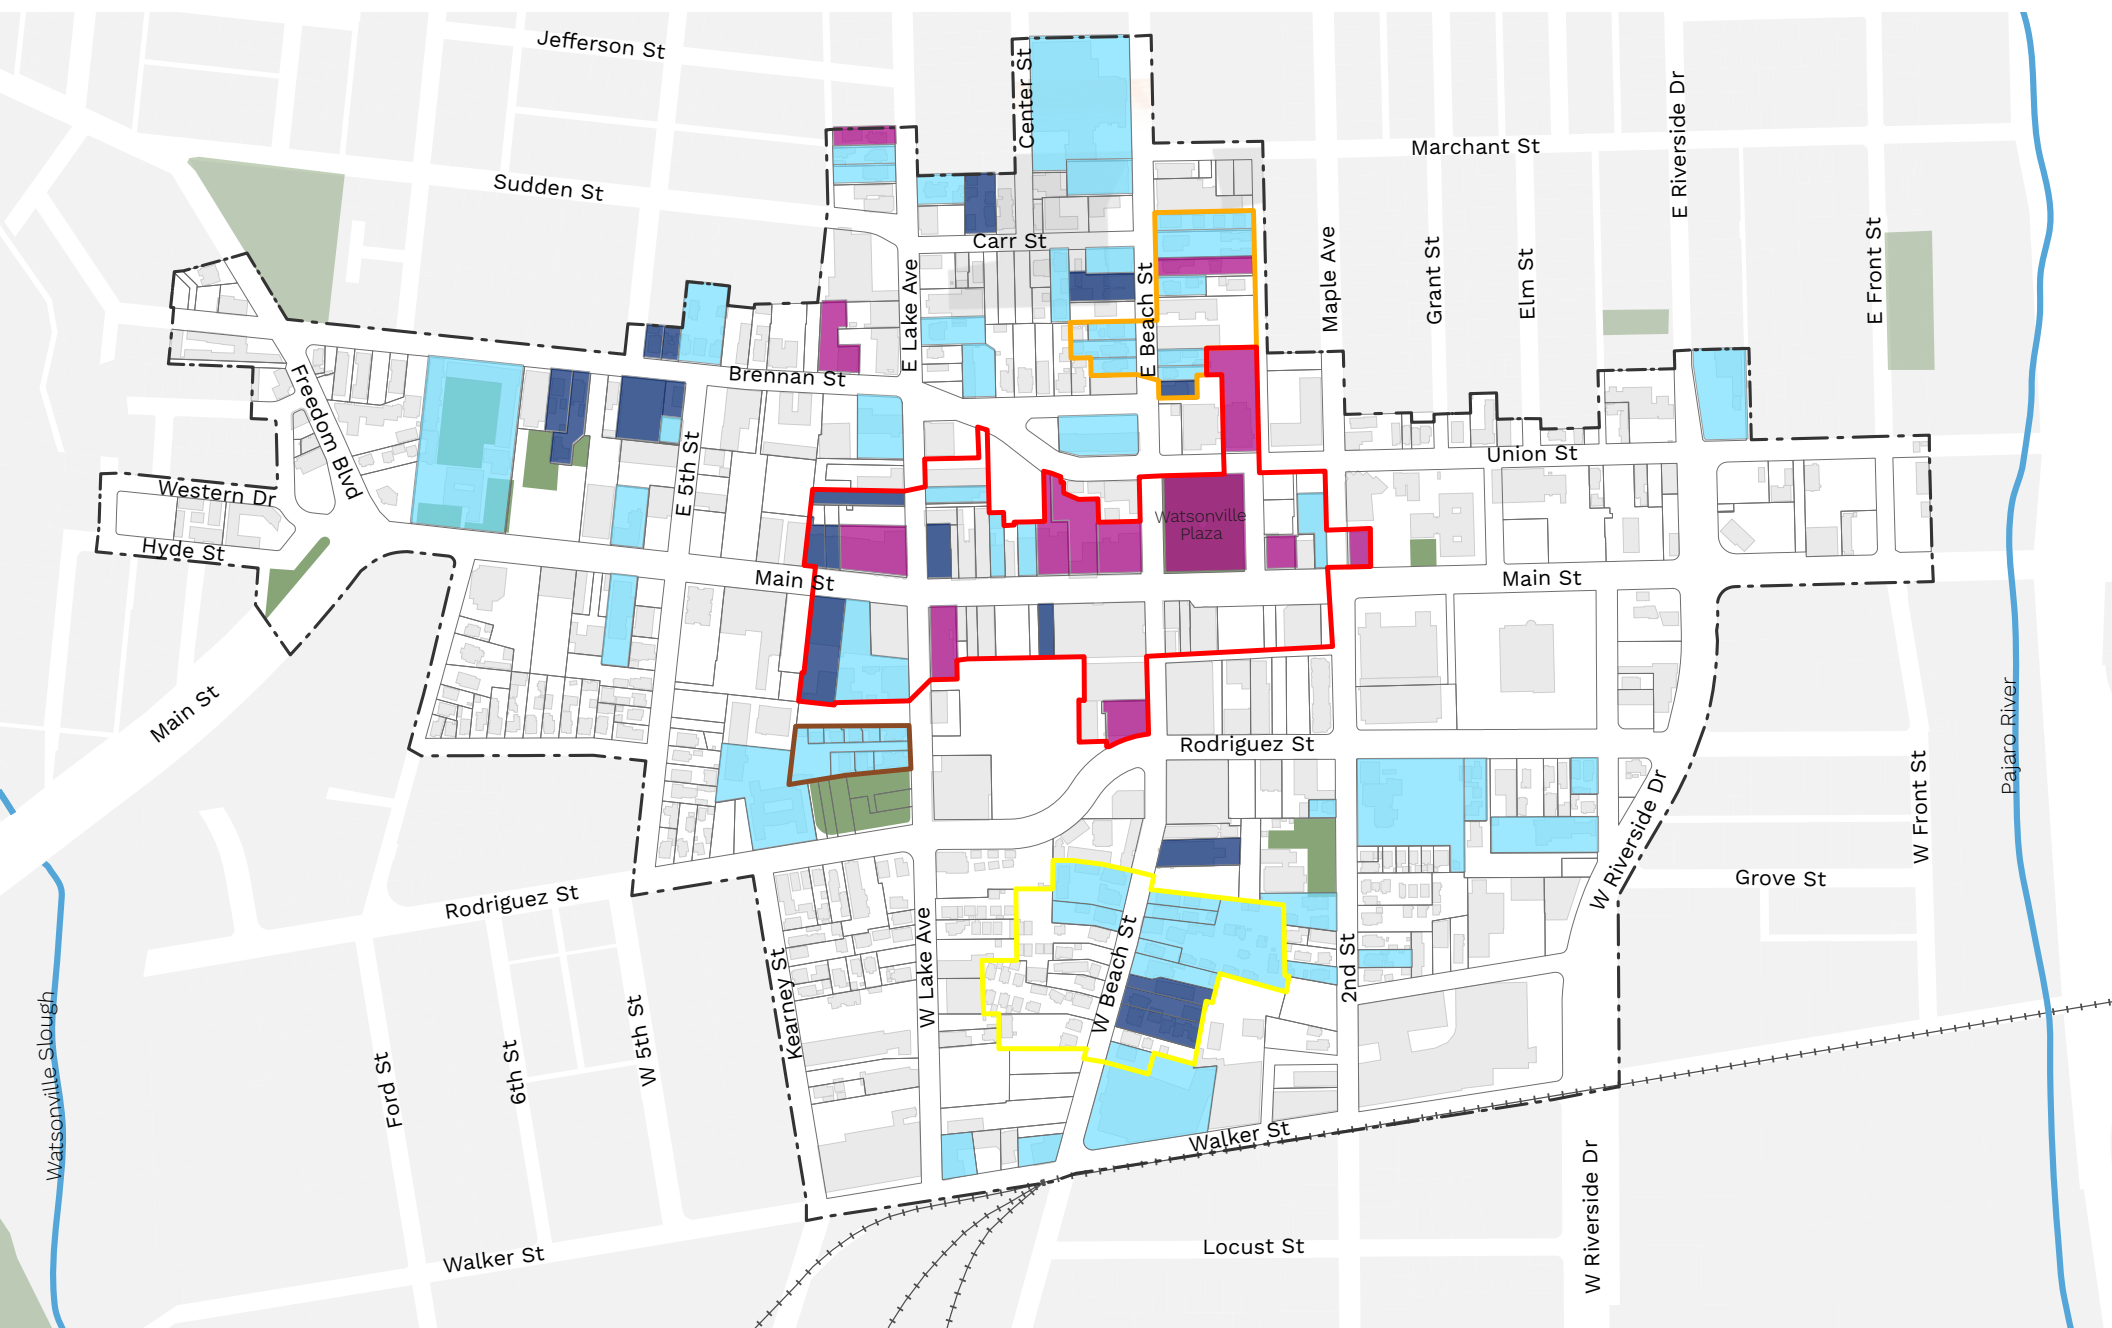 Jefferson St
Center St
E Riverside Dr
Marchant St
Sudden St
Carr St
E Lake Ave
E Beach St
Maple Ave
Grant St
Elm St
E Front St
Brennan St
Freedom Blvd
E 5th St
Union St
Western Dr
Hyde St
Watsonville
Plaza
Main St
Main St
Main St
Pajaro River
Rodriguez St
W Riverside Dr
W Front St
Grove St
Rodriguez St
W Lake Ave
W Beach St
2nd St
Kearney St
Watsonville Slough
Ford St
6th St
W 5th St
Walker St
W Riverside Dr
Walker St
Locust St